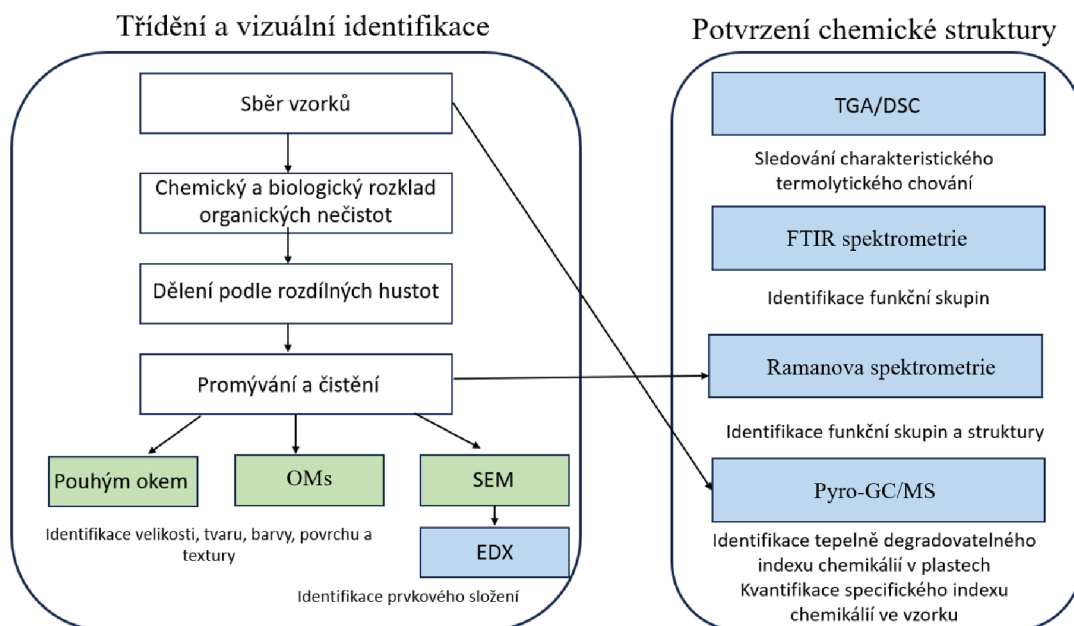 Třídění a vizuální identifikace
Sběr vzorků
Chemický a biologický rozklad
organických nečistot
Dělení podle rozdílných hustot
Promývání a čistění
Pouhým okem
OMs
SEM
Identifikace velikosti, tvaru, barvy, povrchu a
textury
EDX
Identifikace prvkového složení
Potvrzení chemické struktury
TGA/DSC
Sledování charakteristického
termolytického chování
FTIR spektrometrie
Identifikace funkční skupin
Ramanova spektrometrie
Identifikace funkční skupin a struktury
Pyro-GC/MS
Identifikace tepelně degradovatelného
indexu chemikálií v plastech
Kvantifikace specifického indexu
chemikálií ve vzorku